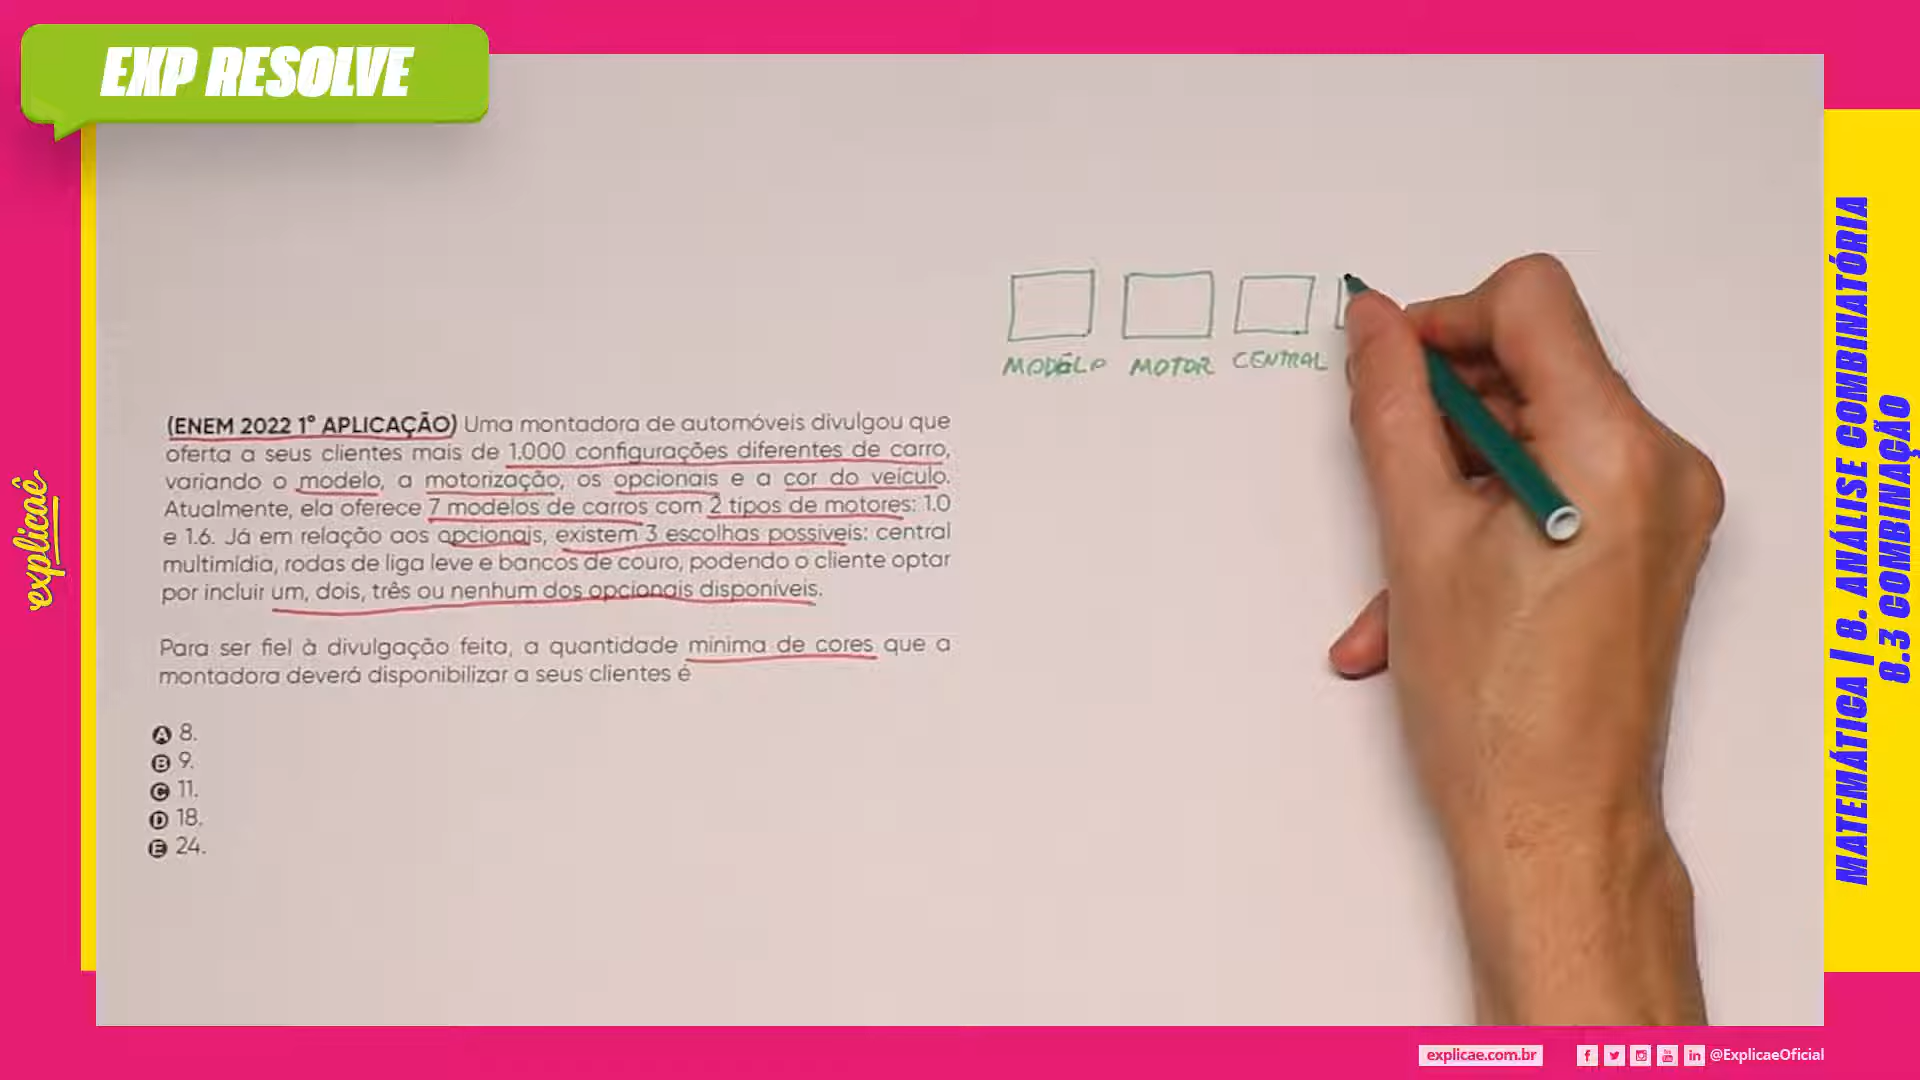 EXP RESOLVE
MODELO MOTOR CENTRAL
(ENEM 2022 1º APLICAÇÃO) Uma montadora de automóveis divulgou que
oferta a seus clientes mais de 1.000 configurações diferentes de carro,
variando o modelo, a motorização, os opcionais e a cor do veículo.
Atualmente, ela oferece 7 modelos de carros com 2 tipos de motores: 1.0
e 1.6. Já em relação aos opcionais, existem 3 escolhas possíveis: central
multimídia, rodas de liga leve e bancos de couro, podendo o cliente optar
por incluir um, dois, três ou nenhum dos opcionais disponíveis.
Para ser fiel à divulgação feita, a quantidade mínima de cores que a
montadora deverá disponibilizar a seus clientes é
A 8.
B 9.
C 11.
D 18.
E 24.
explicaê
MATEMÁTICA | 8. ANÁLISE COMBINATÓRIA
8.3 COMBINAÇÃO
explicae.com.br
@ExplicaeOficial